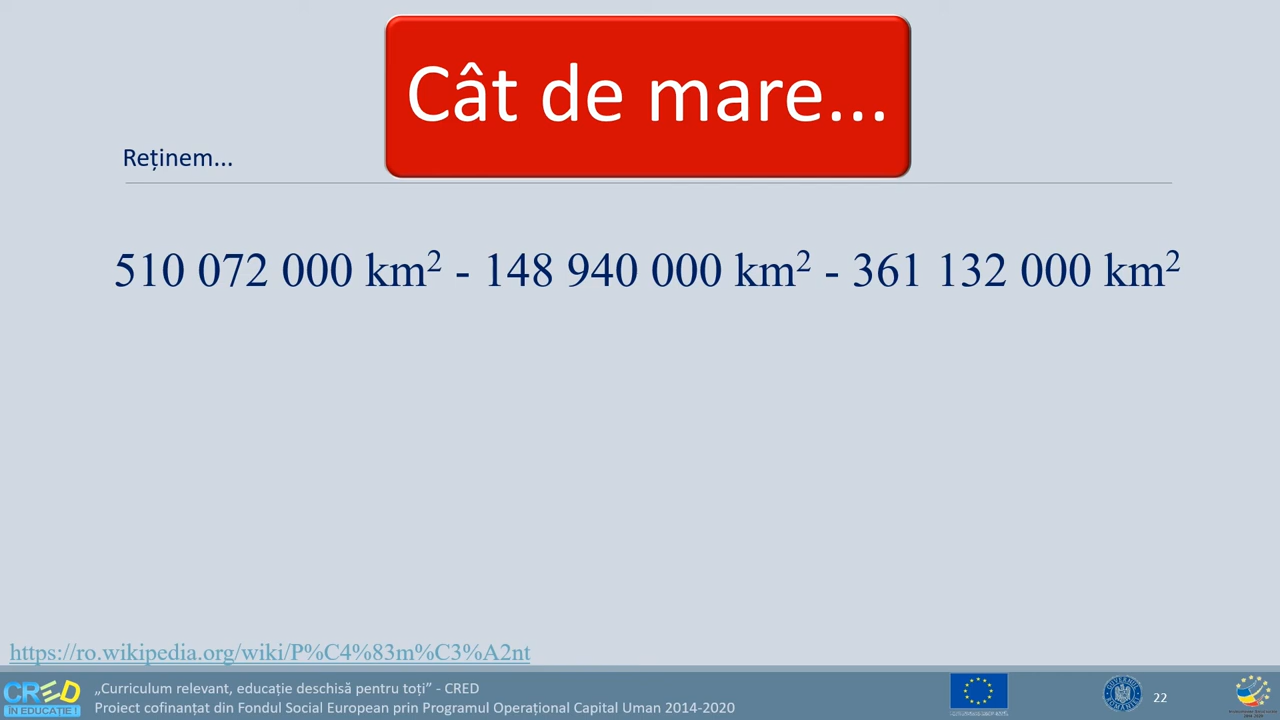 Cât de mare...
Reținem...
510 072 000 km² - 148 940 000 km² - 361 132 000 km²
https://ro.wikipedia.org/wiki/P%C4%83m%C3%A2nt
CRED
ÎN EDUCAȚIE !
„Curriculum relevant, educație deschisă pentru toți” - CRED
Proiect cofinanțat din Fondul Social European prin Programul Operațional Capital Uman 2014-2020
22